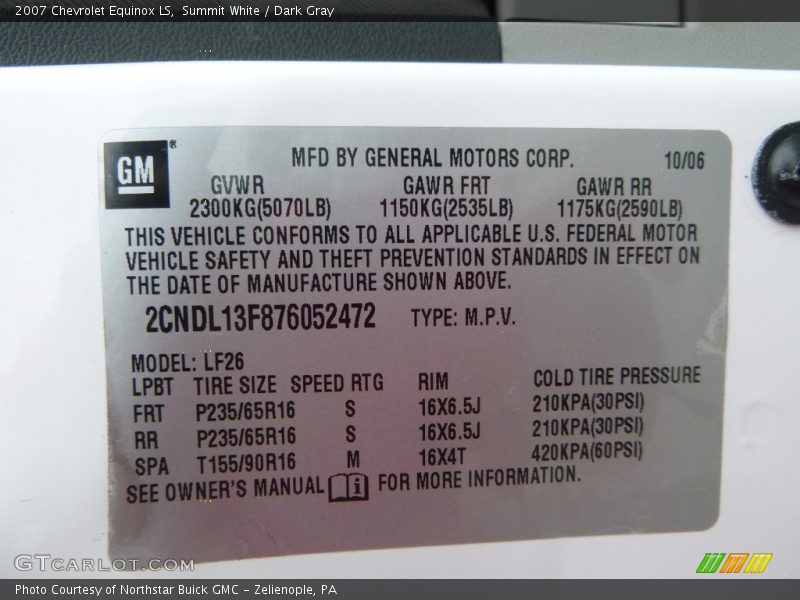 2007 Chevrolet Equinox LS,  Summit White / Dark Gray
GM®
MFD BY GENERAL MOTORS CORP.    10/06
GVWR    GAWR FRT    GAWR RR
2300KG(5070LB)    1150KG(2535LB)    1175KG(2590LB)
THIS VEHICLE CONFORMS TO ALL APPLICABLE U.S. FEDERAL MOTOR
VEHICLE SAFETY AND THEFT PREVENTION STANDARDS IN EFFECT ON
THE DATE OF MANUFACTURE SHOWN ABOVE.
2CNDL13F876052472    TYPE: M.P.V.
MODEL: LF26
LPBT  TIRE SIZE  SPEED RTG  RIM  COLD TIRE PRESSURE
FRT  P235/65R16  S  16X6.5J  210KPA(30PSI)
RR  P235/65R16  S  16X6.5J  210KPA(30PSI)
SPA  T155/90R16  M  16X4T  420KPA(60PSI)
SEE OWNER'S MANUAL i FOR MORE INFORMATION.
GTCARLOT.COM
Photo Courtesy of Northstar Buick GMC - Zelienople, PA